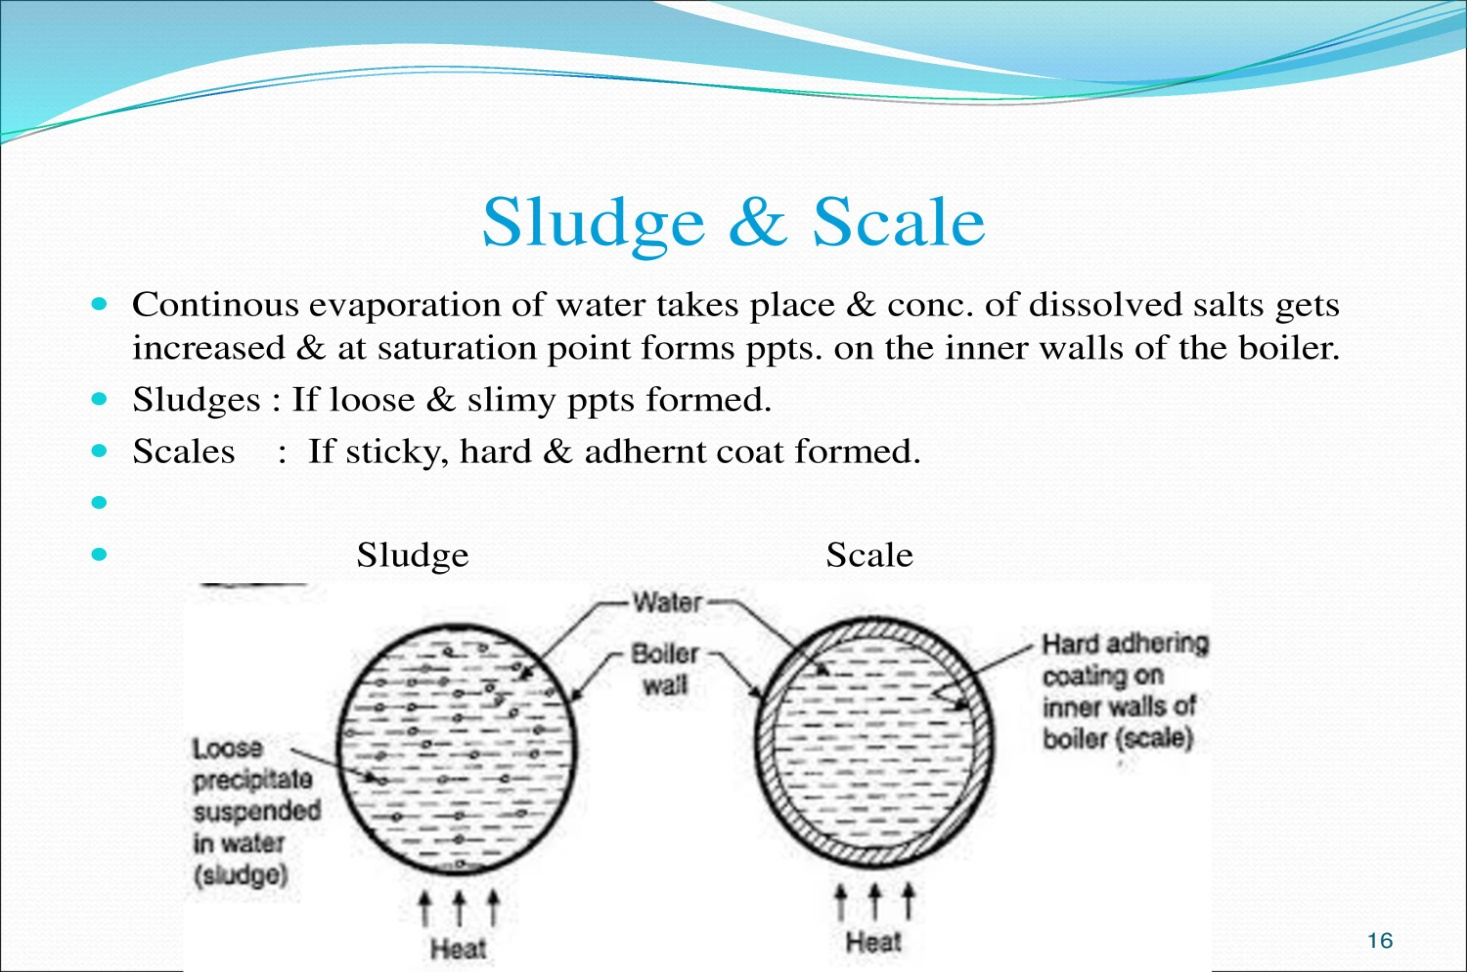 Sludge & Scale
• Continous evaporation of water takes place & conc. of dissolved salts gets
increased & at saturation point forms ppts. on the inner walls of the boiler.
• Sludges : If loose & slimy ppts formed.
• Scales : If sticky, hard & adhernt coat formed.
•
• Sludge Scale
Water
Boiler
wall
Hard adhering
coating on
inner walls of
boiler (scale)
Loose
precipitate
suspended
in water
(sludge)
Heat
Heat
16